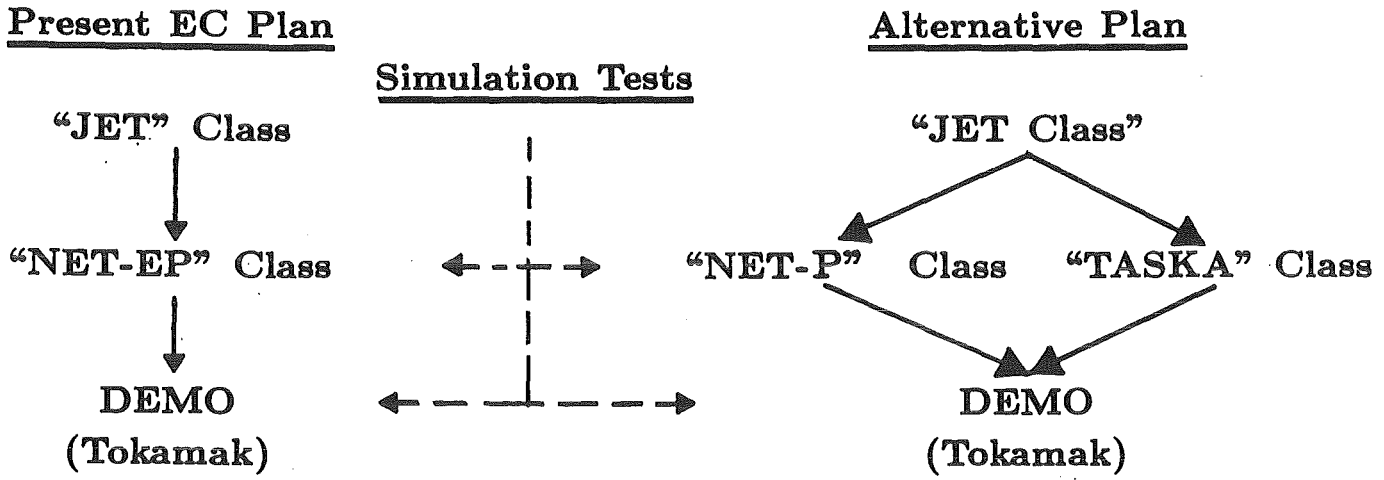 Present EC Plan
"JET" Class
"NET-EP" Class
DEMO
(Tokamak)
Simulation Tests
Alternative Plan
"JET Class"
"NET-P" Class "TASKA" Class
DEMO
(Tokamak)